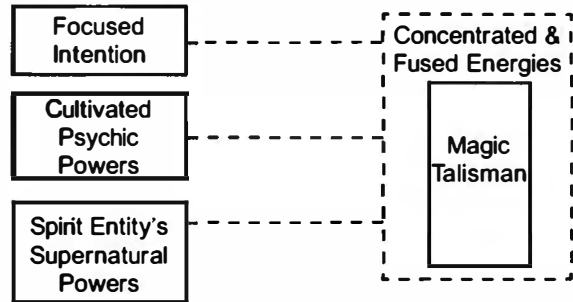 Focused
Intention
Cultivated
Psychic
Powers
Spirit Entity's
Supernatural
Powers
Concentrated &
Fused Energies
Magic
Talisman